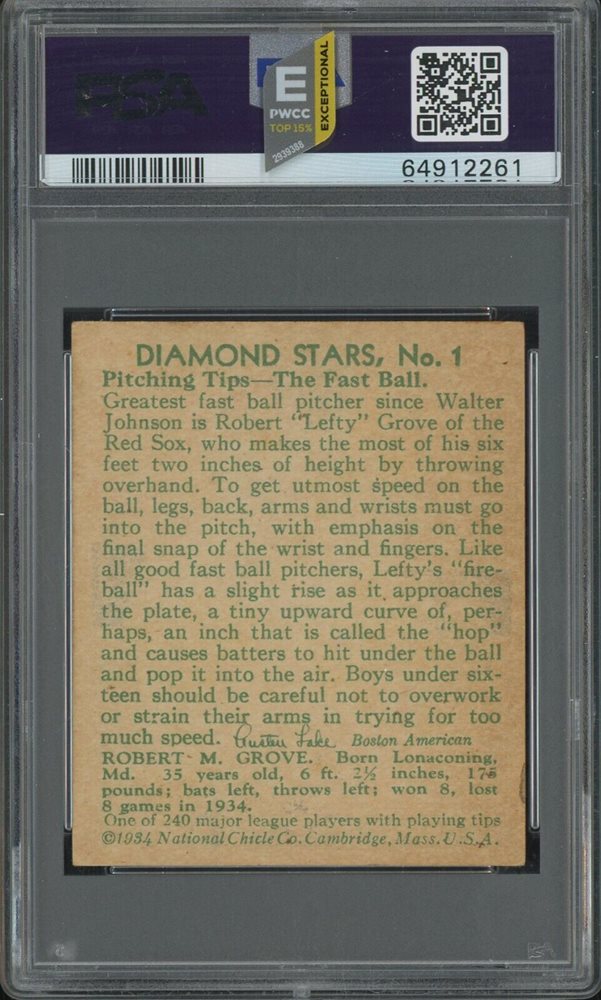 PSA
E
PWCC
TOP 15%
EXCEPTIONAL
2939388
64912261
DIAMOND STARS, No. 1
Pitching Tips—The Fast Ball.
Greatest fast ball pitcher since Walter
Johnson is Robert "Lefty" Grove of the
Red Sox, who makes the most of his six
feet two inches of height by throwing
overhand. To get utmost speed on the
ball, legs, back, arms and wrists must go
into the pitch, with emphasis on the
final snap of the wrist and fingers. Like
all good fast ball pitchers, Lefty's "fire-
ball" has a slight rise as it approaches
the plate, a tiny upward curve of, per-
haps, an inch that is called the "hop"
and causes batters to hit under the ball
and pop it into the air. Boys under six-
teen should be careful not to overwork
or strain their arms in trying for too
much speed. Austen Lake Boston American
ROBERT M. GROVE. Born Lonaconing,
Md. 35 years old, 6 ft. 2½ inches, 175
pounds; bats left, throws left; won 8, lost
8 games in 1934.
One of 240 major league players with playing tips
©1934 National Chicle Co. Cambridge, Mass. U.S.A.
PSA